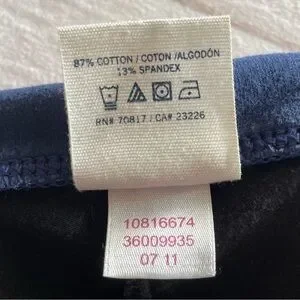 87% COTTON / COTON /ALGODÓN
13% SPANDEX
RN# 70817 / CA# 23226
10816674
36009935
07 11